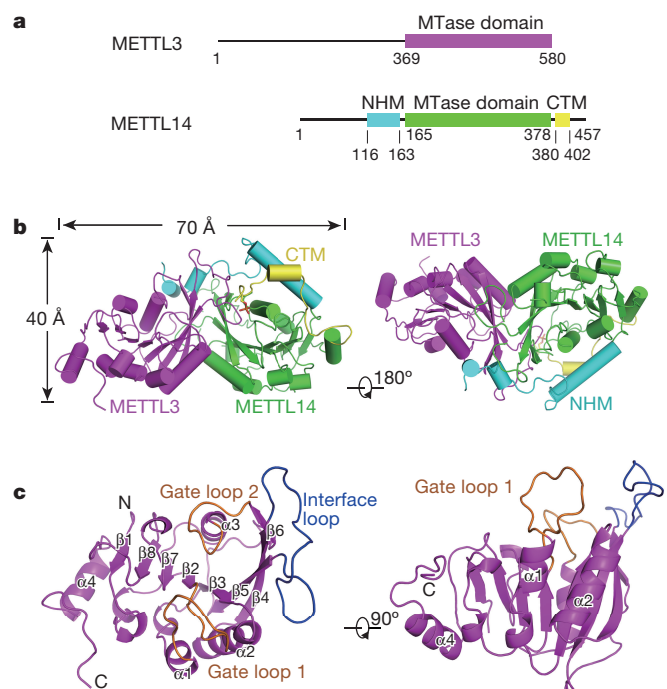 a
MTase domain
METTL3
1 369 580
NHM MTase domain CTM
METTL14
1 165 378 457
116 163 380 402
b
70 Å
CTM
METTL3 METTL14
40 Å
METTL3 METTL14
180º
NHM
c
N
Gate loop 2
Interface loop
α3
β6
β1
β8
β7
β2
β3
β5
β4
α4
α2
α1
C
Gate loop 1
90º
Gate loop 1
C
α1
α2
α4